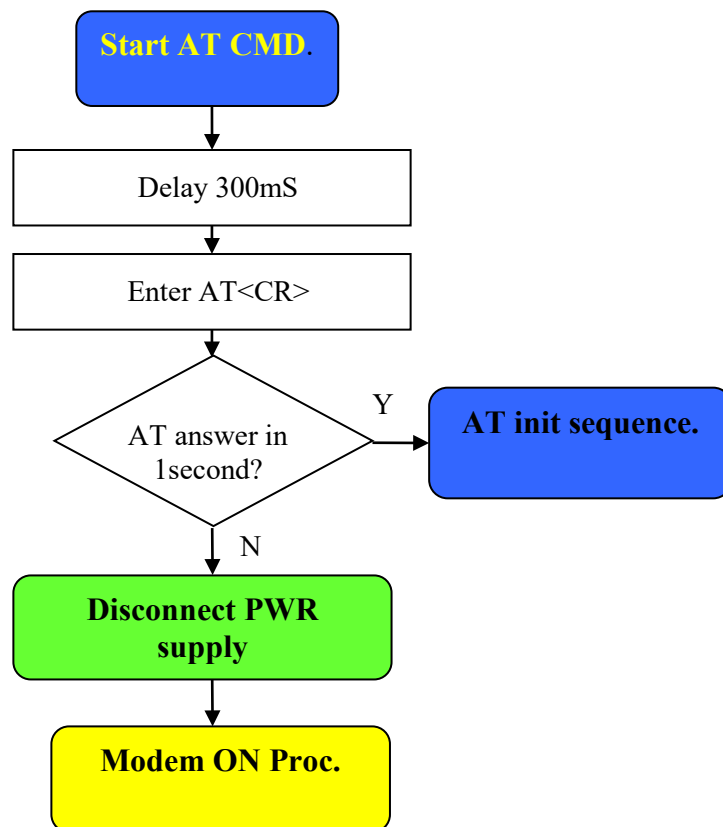 Start AT CMD.
Delay 300mS
Enter AT<CR>
AT answer in
1second?
Y
AT init sequence.
N
Disconnect PWR
supply
Modem ON Proc.